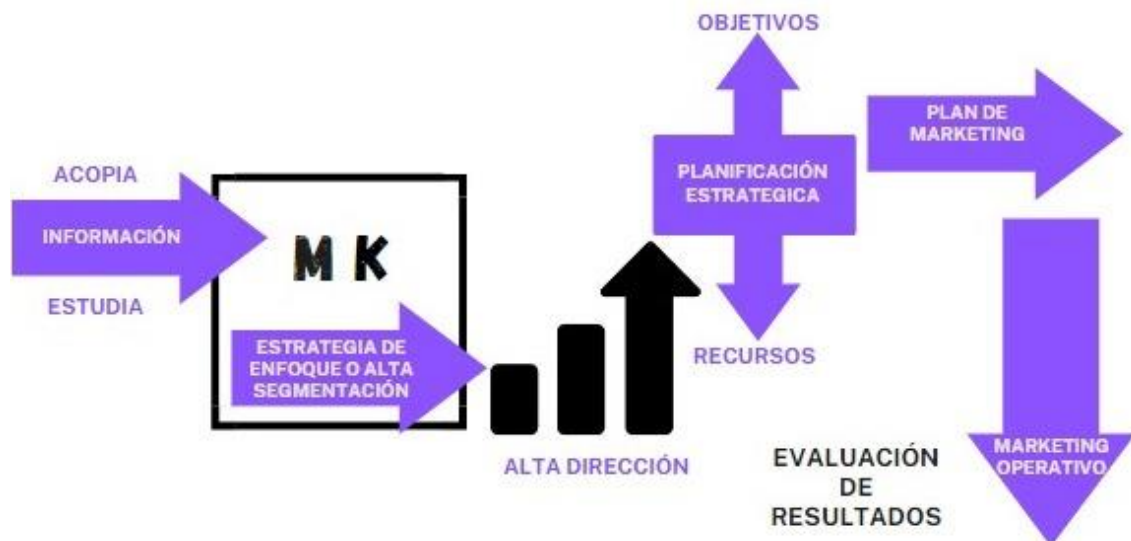 ACOPIA
INFORMACIÓN
ESTUDIA
M K
ESTRATEGIA DE
ENFOQUE O ALTA
SEGMENTACIÓN
ALTA DIRECCIÓN
OBJETIVOS
PLANIFICACIÓN
ESTRATEGICA
RECURSOS
PLAN DE
MARKETING
MARKETING
OPERATIVO
EVALUACIÓN
DE
RESULTADOS